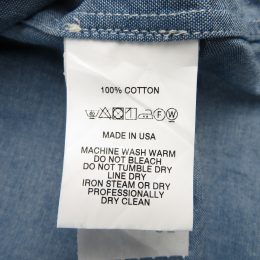 100% COTTON
F W
MADE IN USA
MACHINE WASH WARM
DO NOT BLEACH
DO NOT TUMBLE DRY
LINE DRY
IRON STEAM OR DRY
PROFESSIONALLY
DRY CLEAN